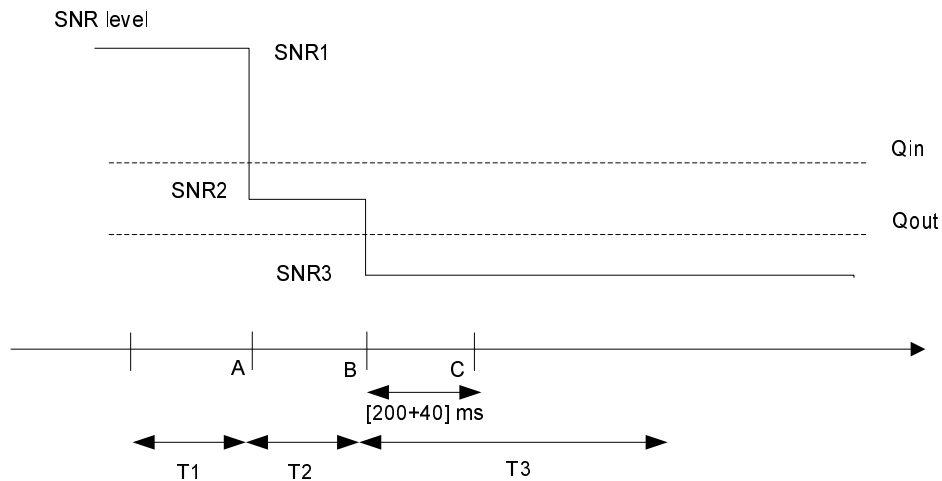 SNR level
SNR1
Qin
SNR2
Qout
SNR3
A
B
C
[200+40] ms
T1
T2
T3